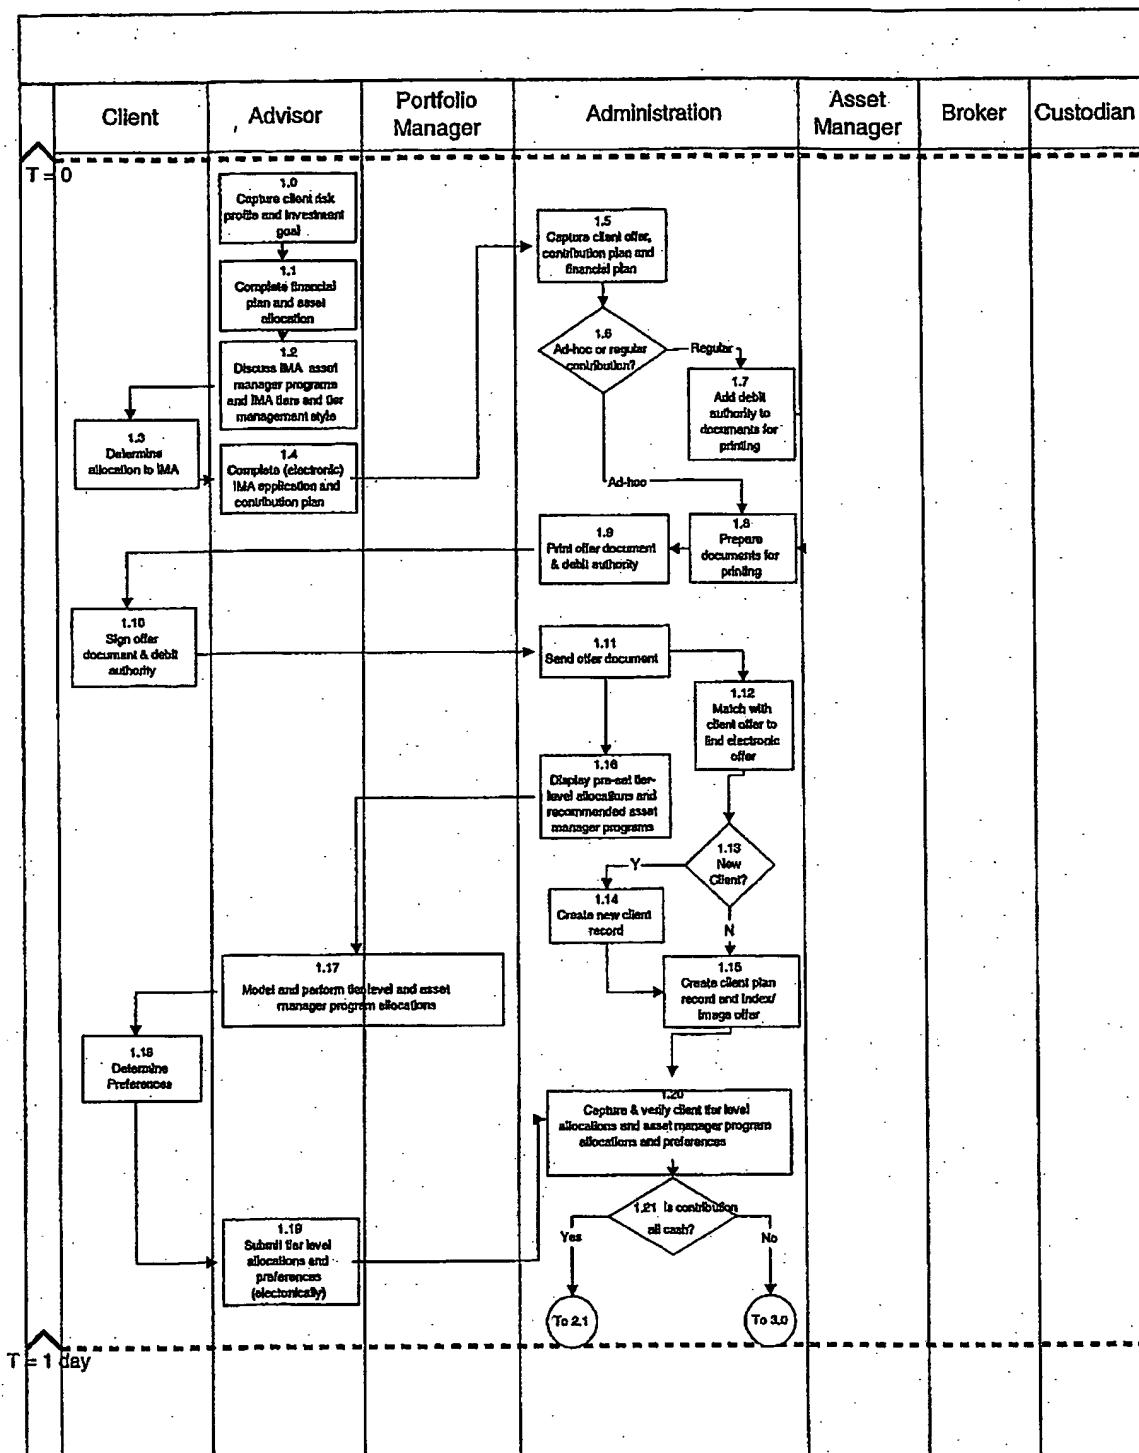 Client
Advisor
Portfolio
Manager
Administration
Asset
Manager
Broker
Custodian
T = 0
1.0
Capture client risk
profile and investment
goal
1.1
Complete financial
plan and asset
allocation
1.2
Discuss IMA asset
manager programs
and IMA tiers and tier
management style
1.3
Determine
allocation to IMA
1.4
Complete (electronic)
IMA application and
contribution plan
1.5
Capture client offer,
contribution plan and
financial plan
1.6
Ad-hoc or regular
contribution?
Regular
1.7
Add debit
authority to
documents for
printing
Ad-hoc
1.8
Prepare
documents for
printing
1.9
Print offer document
& debit authority
1.10
Sign offer
document & debit
authority
1.11
Send offer document
1.12
Match with
client offer to
find electronic
offer
1.16
Display pre-set tier-
level allocations and
recommended asset
manager programs
1.13
New
Client?
Y
N
1.14
Create new client
record
1.15
Create client plan
record and index/
image offer
1.17
Model and perform tier level and asset
manager program allocations
1.18
Determine
Preferences
1.20
Capture & verify client tier level
allocations and asset manager program
allocations and preferences
1.21 Is contribution
all cash?
Yes
No
1.19
Submit tier level
allocations and
preferences
(electonically)
To 2.1
To 3.0
T = 1 day